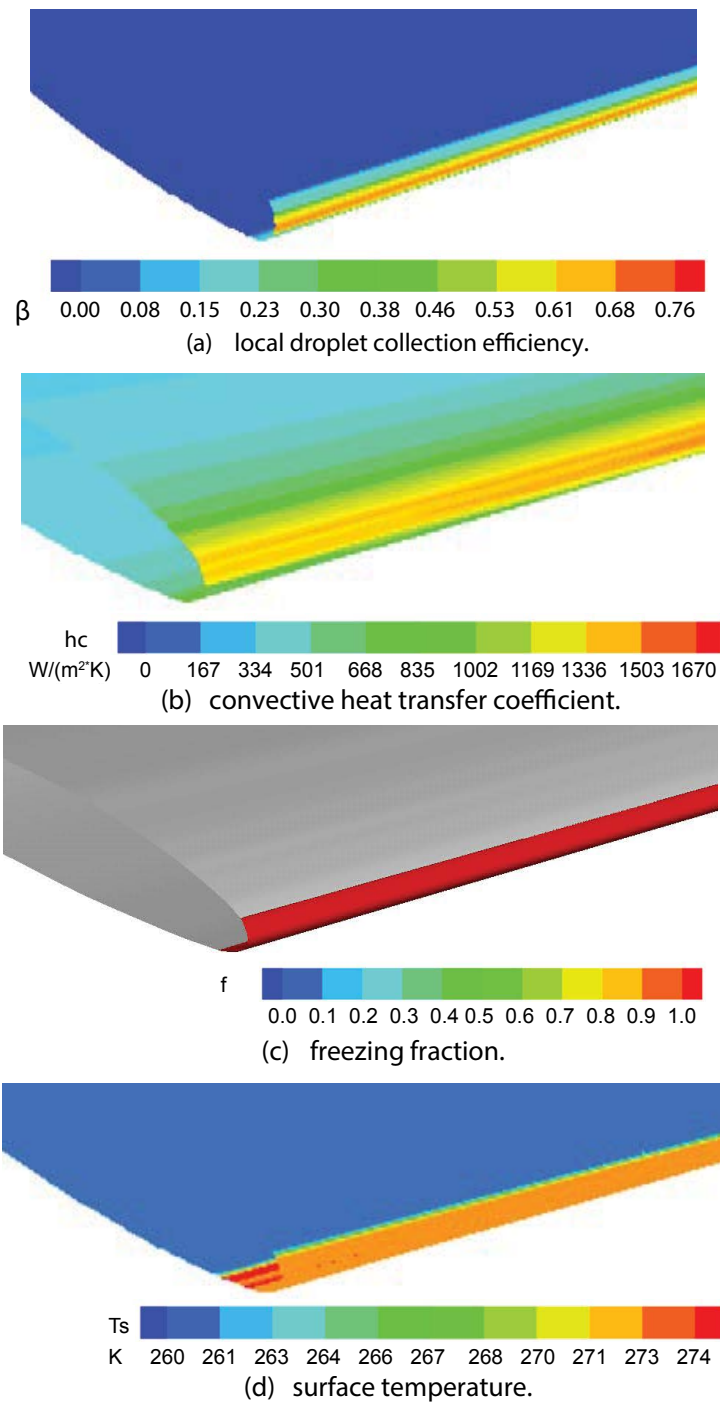 β 0.00 0.08 0.15 0.23 0.30 0.38 0.46 0.53 0.61 0.68 0.76
(a) local droplet collection efficiency.
hc
W/(m²*K) 0 167 334 501 668 835 1002 1169 1336 1503 1670
(b) convective heat transfer coefficient.
f
0.0 0.1 0.2 0.3 0.4 0.5 0.6 0.7 0.8 0.9 1.0
(c) freezing fraction.
Ts
K 260 261 263 264 266 267 268 270 271 273 274
(d) surface temperature.